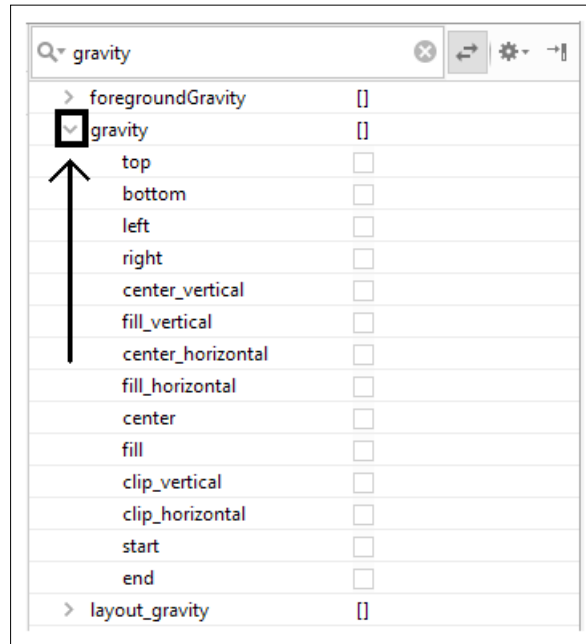 gravity
foregroundGravity []
gravity []
top
bottom
left
right
center_vertical
fill_vertical
center_horizontal
fill_horizontal
center
fill
clip_vertical
clip_horizontal
start
end
layout_gravity []